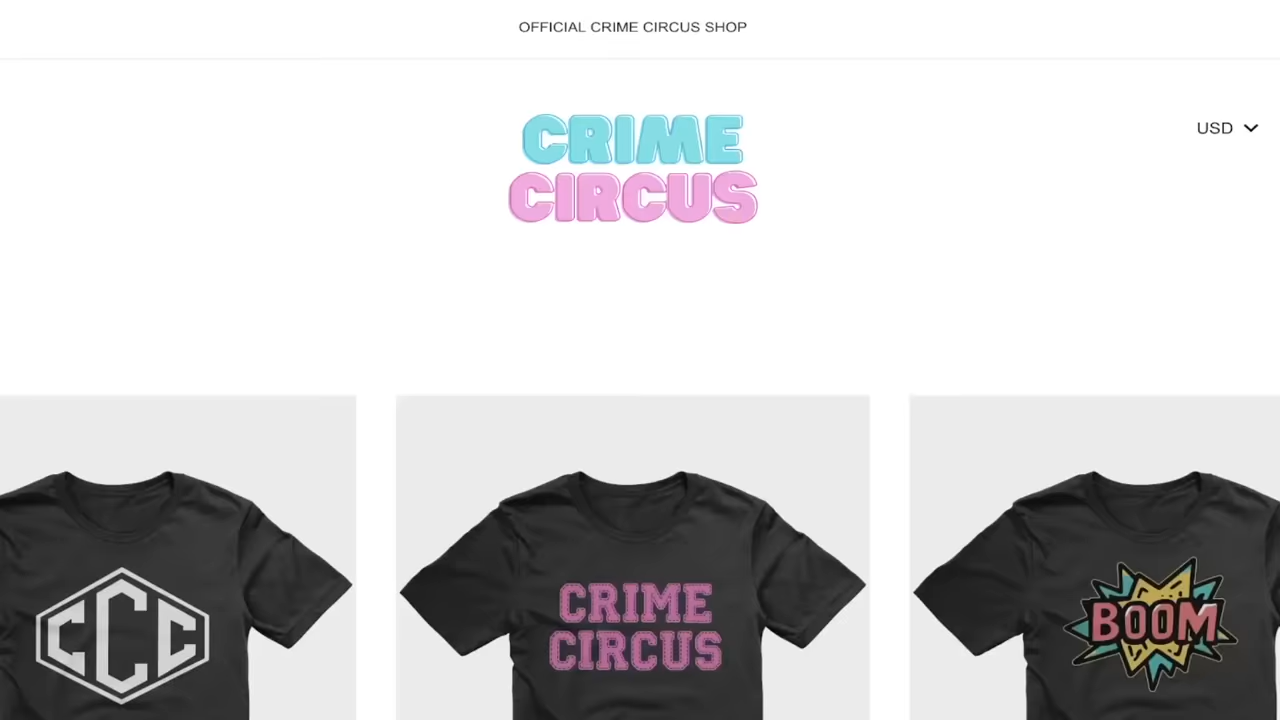 OFFICIAL CRIME CIRCUS SHOP
CRIME
CIRCUS
USD
CCC
CRIME
CIRCUS
BOOM